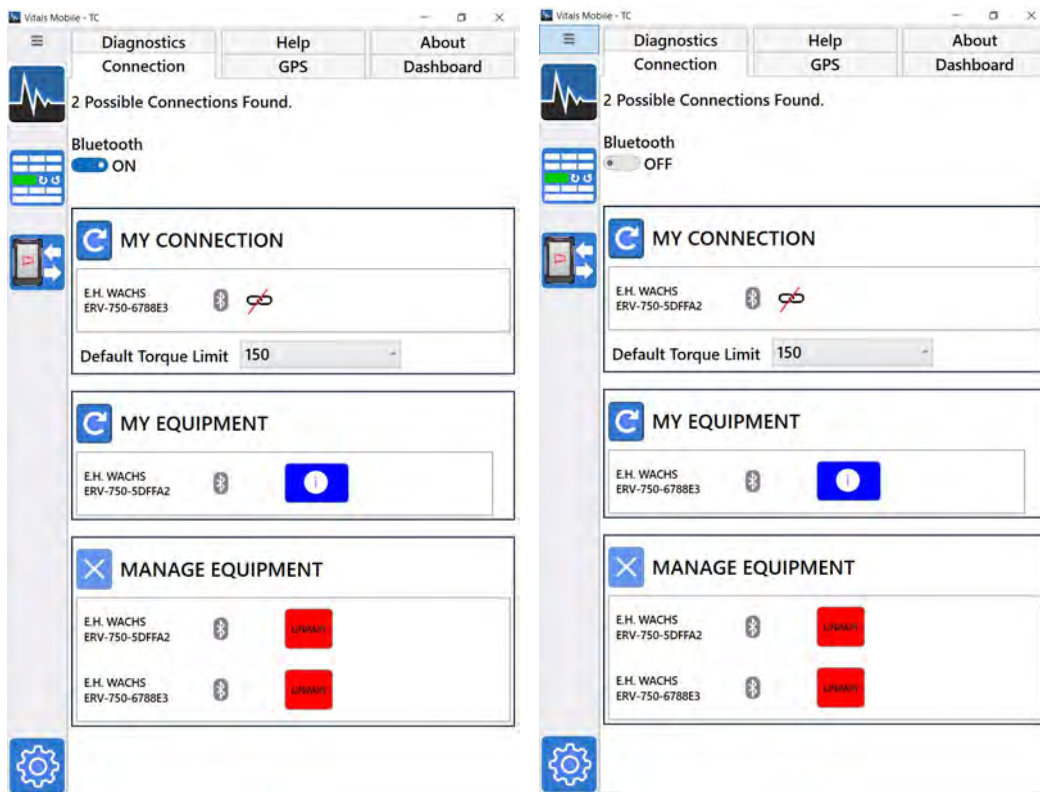 Vitals Mobile - TC
Diagnostics Help About
Connection GPS Dashboard
2 Possible Connections Found.
Bluetooth
ON
MY CONNECTION
E.H. WACHS
ERV-750-6788E3
Default Torque Limit 150
MY EQUIPMENT
E.H. WACHS
ERV-750-5DFFA2
i
MANAGE EQUIPMENT
E.H. WACHS
ERV-750-5DFFA2
UNPAIR
E.H. WACHS
ERV-750-6788E3
UNPAIR
Vitals Mobile - TC
Diagnostics Help About
Connection GPS Dashboard
2 Possible Connections Found.
Bluetooth
OFF
MY CONNECTION
E.H. WACHS
ERV-750-5DFFA2
Default Torque Limit 150
MY EQUIPMENT
E.H. WACHS
ERV-750-6788E3
i
MANAGE EQUIPMENT
E.H. WACHS
ERV-750-5DFFA2
UNPAIR
E.H. WACHS
ERV-750-6788E3
UNPAIR